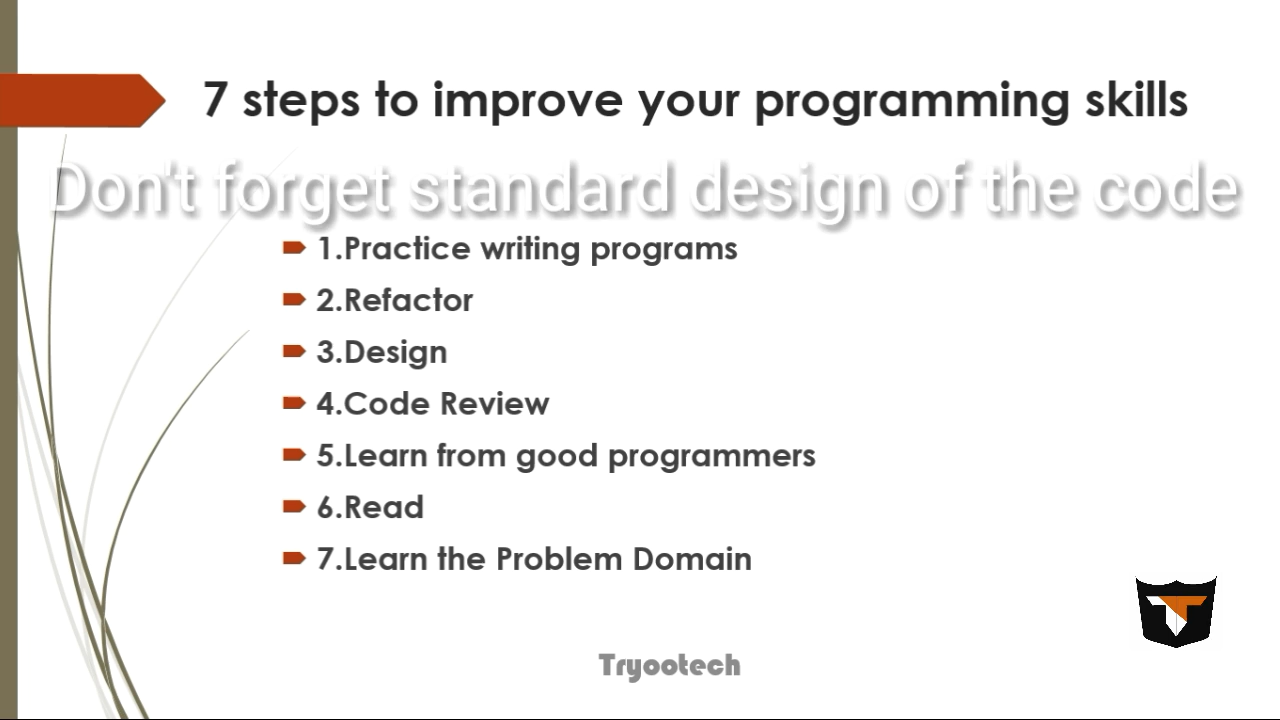 7 steps to improve your programming skills
Don't forget standard design of the code
1.Practice writing programs
2.Refactor
3.Design
4.Code Review
5.Learn from good programmers
6.Read
7.Learn the Problem Domain
Tryootech